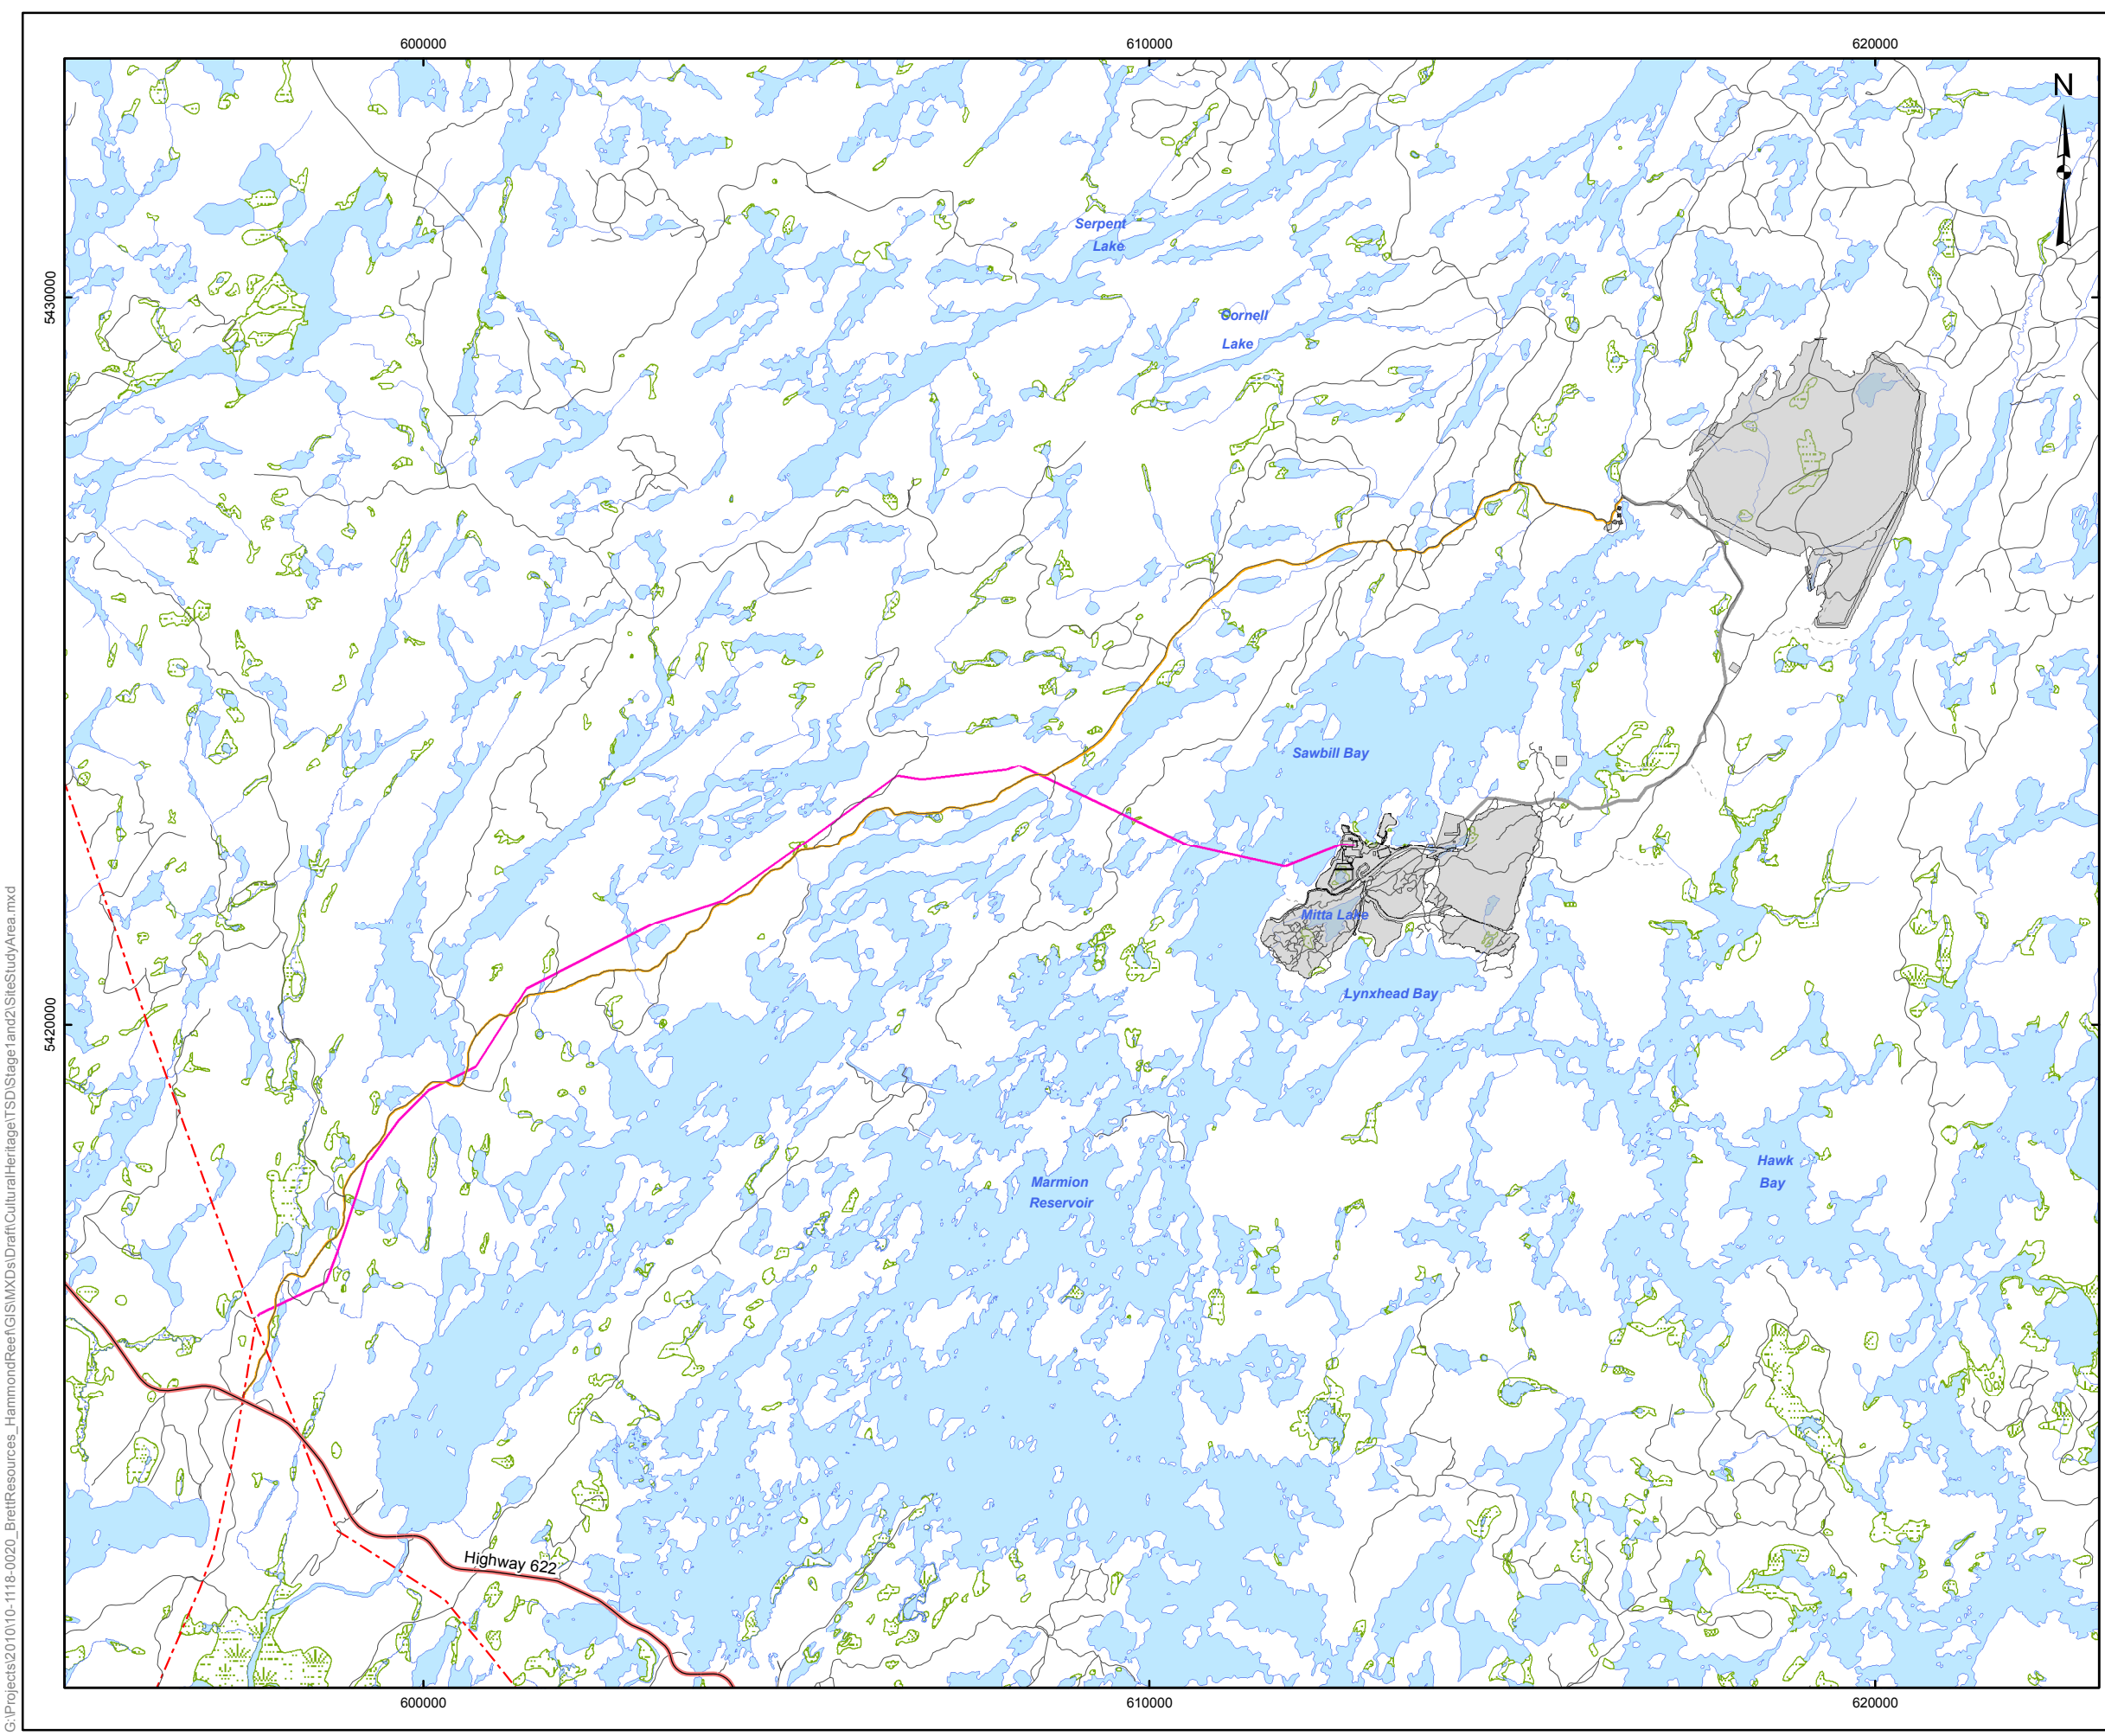 600000
610000
620000
N
Serpent
Lake
5430000
Cornell
Lake
Sawbill Bay
Mitta Lake
Lynxhead Bay
5420000
Hawk
Bay
Marmion
Reservoir
Highway 622
600000
610000
620000
G:\Projects\2010\10-1118-0020_BrettResources_HammondReef\GIS\MXDs\Draft\CulturalHeritage\TSD\Stage1and2\SiteStudyArea.mxd